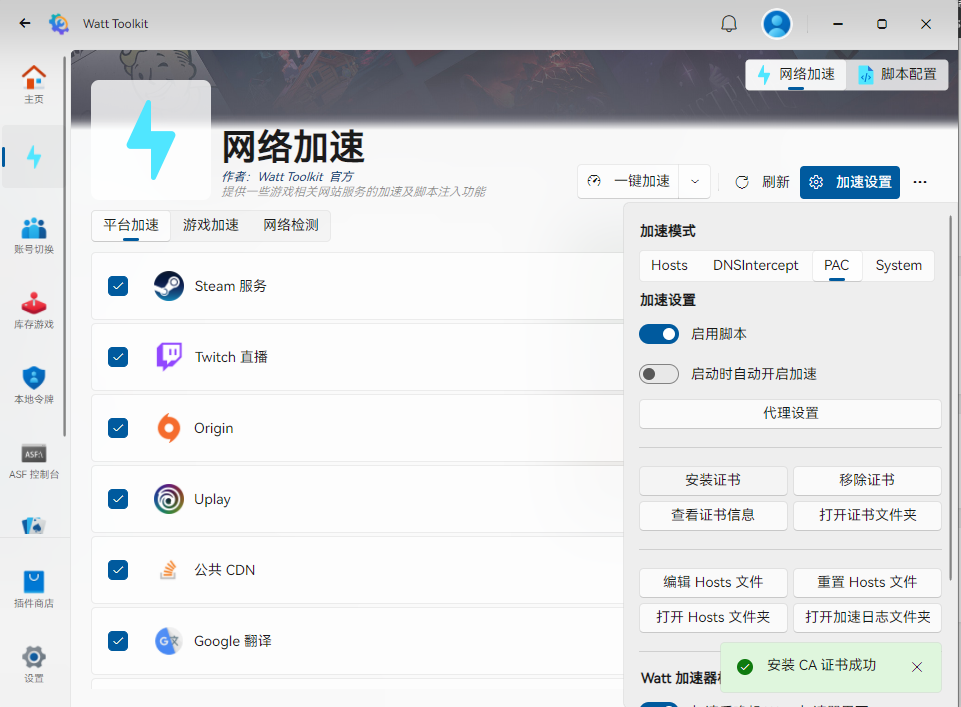 Watt Toolkit
主页
账号切换
库存游戏
本地令牌
ASF
ASF 控制台
插件商店
设置
网络加速
脚本配置
网络加速
作者: Watt Toolkit 官方
提供一些游戏相关网站服务的加速及脚本注入功能
一键加速
刷新
加速设置
平台加速
游戏加速
网络检测
Steam 服务
Twitch 直播
Origin
Uplay
公共 CDN
Google 翻译
加速模式
Hosts
DNSIntercept
PAC
System
加速设置
启用脚本
启动时自动开启加速
代理设置
安装证书
移除证书
查看证书信息
打开证书文件夹
编辑 Hosts 文件
重置 Hosts 文件
打开 Hosts 文件夹
打开加速日志文件夹
Watt 加速器
安装 CA 证书成功